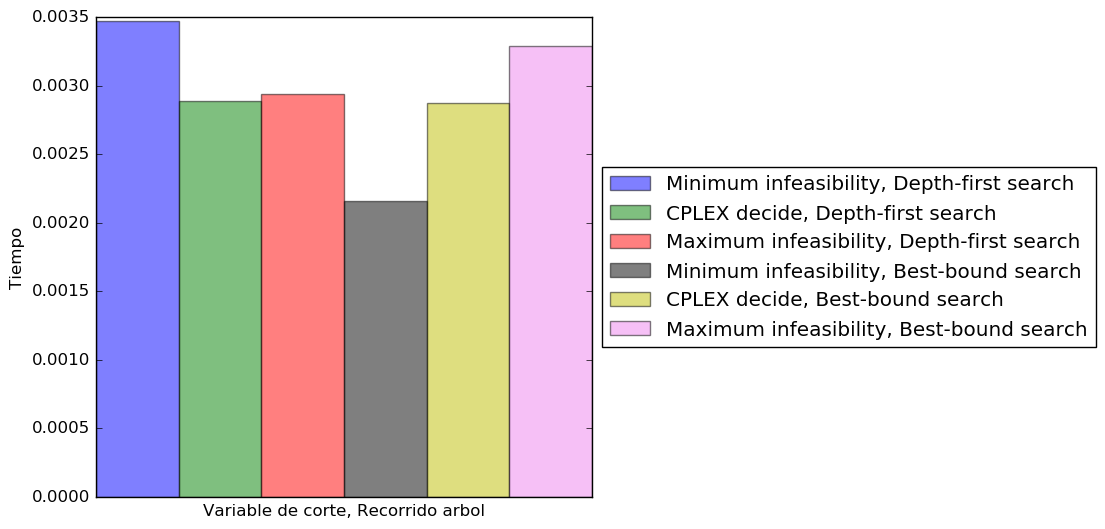 0.0035
0.0030
0.0025
0.0020
0.0015
0.0010
0.0005
0.0000
Tiempo
Variable de corte, Recorrido arbol
Minimum infeasibility, Depth-first search
CPLEX decide, Depth-first search
Maximum infeasibility, Depth-first search
Minimum infeasibility, Best-bound search
CPLEX decide, Best-bound search
Maximum infeasibility, Best-bound search